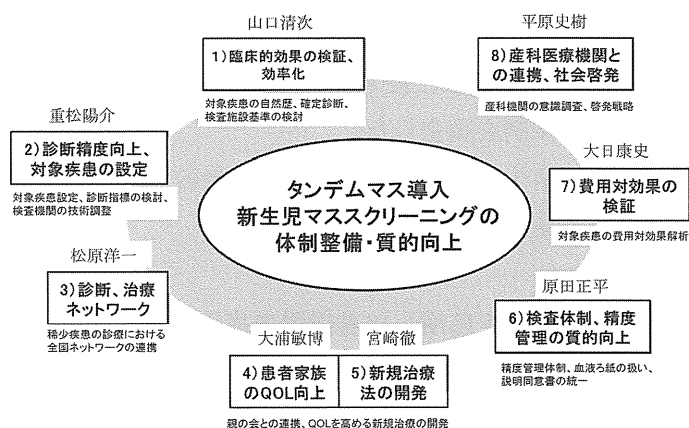 山口清次
1）臨床的効果の検証、
効率化
対象疾患の自然歴、確定診断、
検査施設基準の検討
平原史樹
8）産科医療機関と
の連携、社会啓発
産科機関の意識調査、啓発戦略
重松陽介
2）診断精度向上、
対象疾患の設定
対象疾患設定、診断指標の検討、
検査機関の技術調整
大日康史
7）費用対効果の
検証
対象疾患の費用対効果解析
タンデムマス導入
新生児マススクリーニングの
体制整備・質的向上
松原洋一
3）診断、治療
ネットワーク
稀少疾患の診療における
全国ネットワークの連携
原田正平
6）検査体制、精度
管理の質的向上
精度管理体制、血液ろ紙の扱い、
説明同意書の統一
大浦敏博
4）患者家族
のQOL向上
宮崎徹
5）新規治療
法の開発
親の会との連携、QOLを高める新規治療の開発